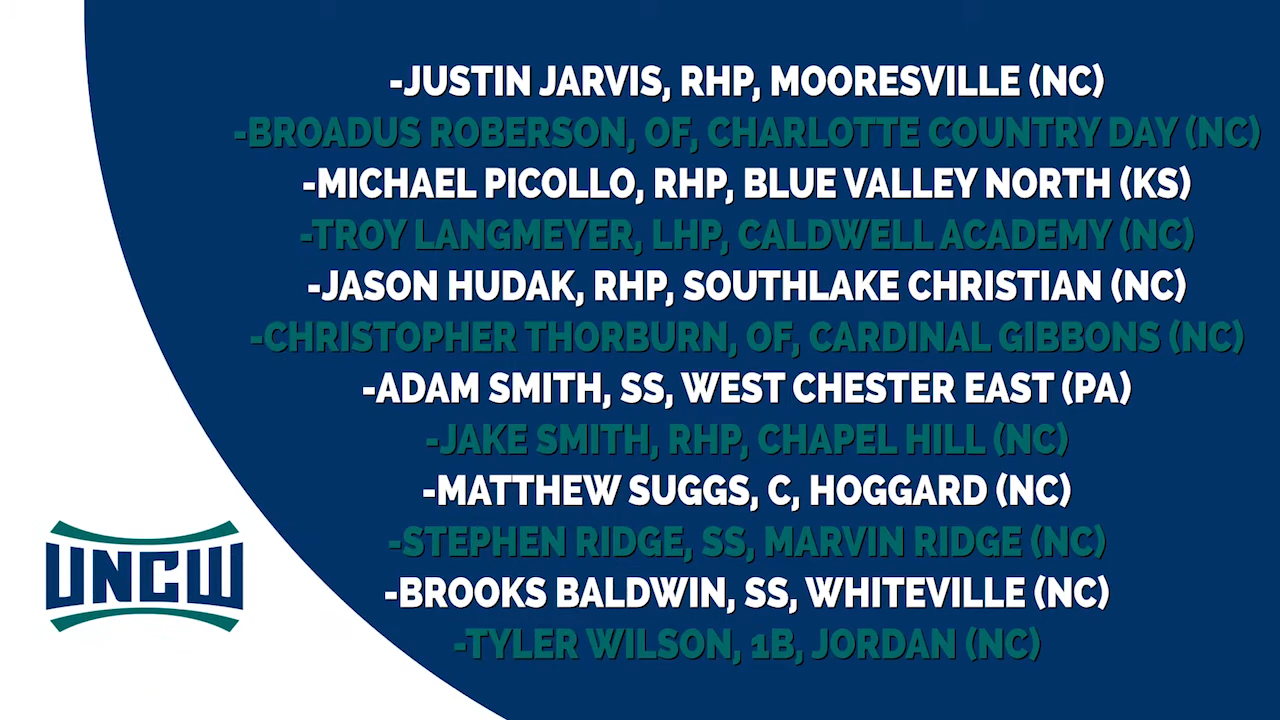 -JUSTIN JARVIS, RHP, MOORESVILLE (NC)
-BROADUS ROBERSON, OF, CHARLOTTE COUNTRY DAY (NC)
-MICHAEL PICOLLO, RHP, BLUE VALLEY NORTH (KS)
-TROY LANGMEYER, LHP, CALDWELL ACADEMY (NC)
-JASON HUDAK, RHP, SOUTHLAKE CHRISTIAN (NC)
-CHRISTOPHER THORBURN, OF, CARDINAL GIBBONS (NC)
-ADAM SMITH, SS, WEST CHESTER EAST (PA)
-JAKE SMITH, RHP, CHAPEL HILL (NC)
-MATTHEW SUGGS, C, HOGGARD (NC)
-STEPHEN RIDGE, SS, MARVIN RIDGE (NC)
-BROOKS BALDWIN, SS, WHITEVILLE (NC)
-TYLER WILSON, 1B, JORDAN (NC)
UNCW